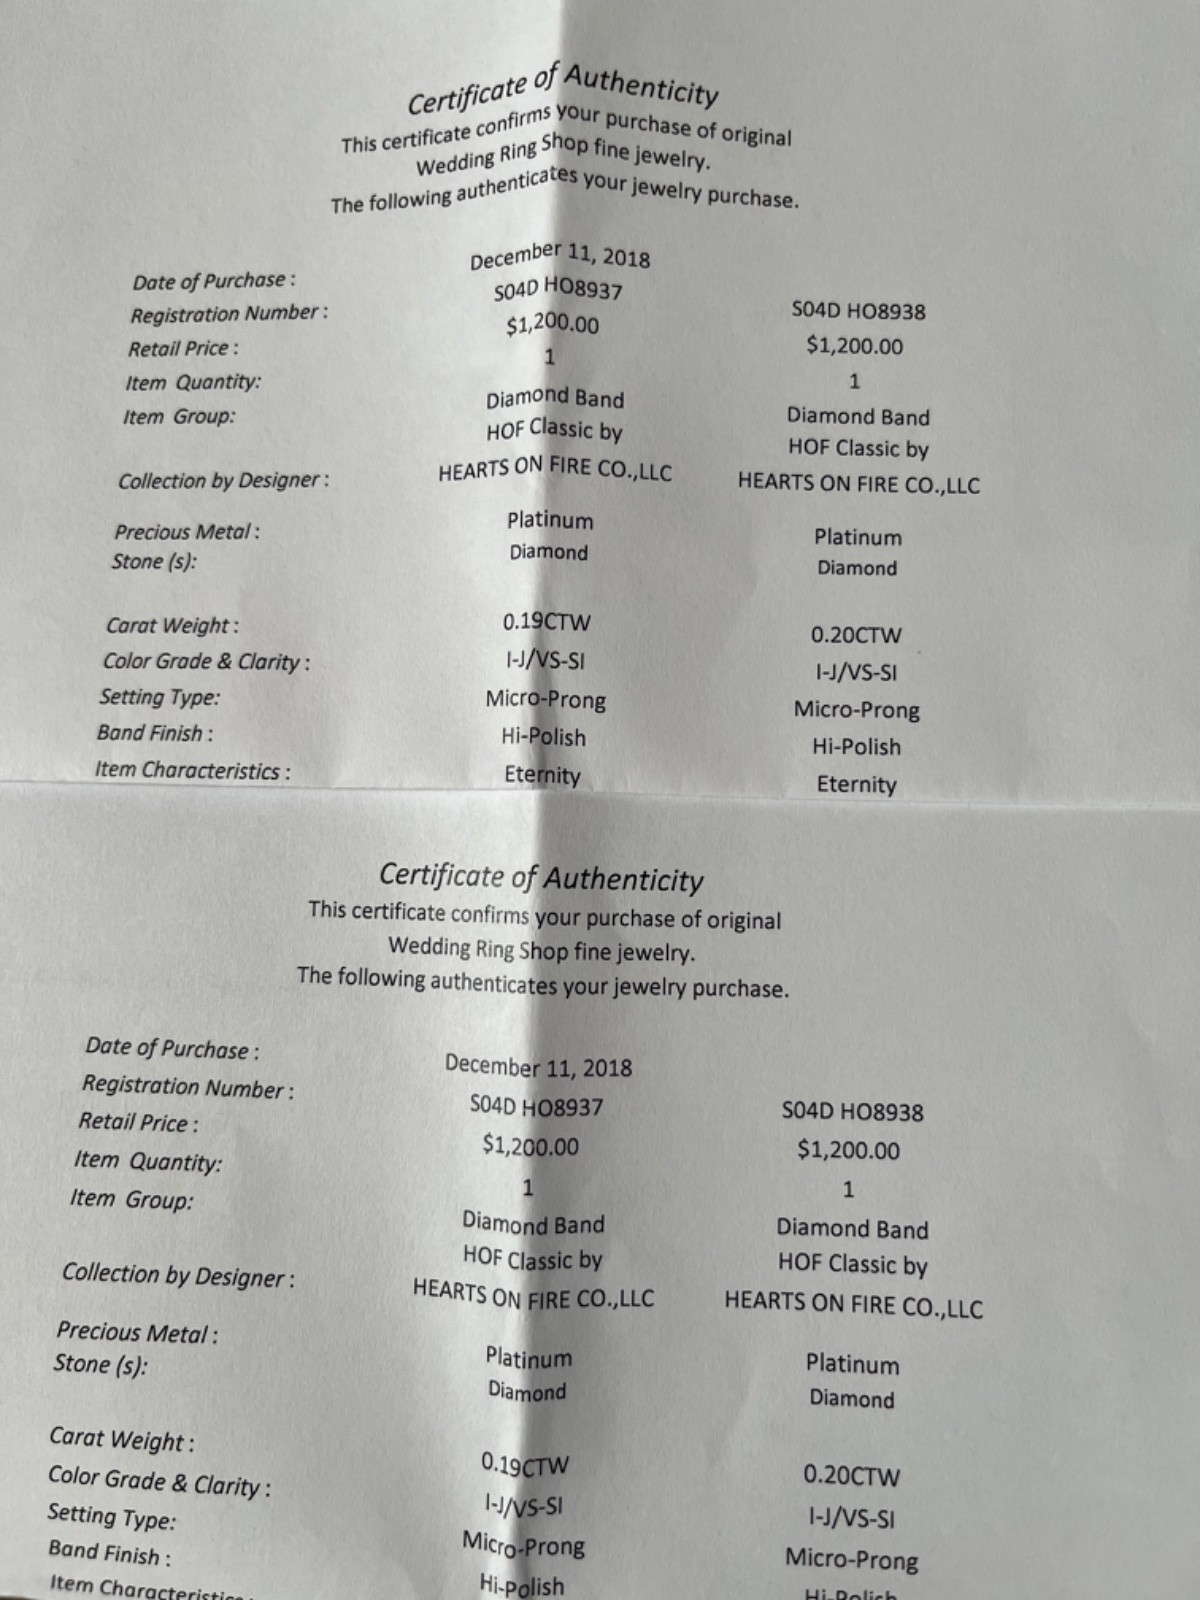 Certificate of Authenticity
This certificate confirms your purchase of original
Wedding Ring Shop fine jewelry.
The following authenticates your jewelry purchase.
Date of Purchase : December 11, 2018
Registration Number : S04D HO8937 S04D HO8938
Retail Price : $1,200.00 $1,200.00
Item Quantity: 1 1
Item Group: Diamond Band Diamond Band
HOF Classic by HOF Classic by
Collection by Designer : HEARTS ON FIRE CO.,LLC HEARTS ON FIRE CO.,LLC
Precious Metal : Platinum Platinum
Stone (s): Diamond Diamond
Carat Weight : 0.19CTW 0.20CTW
Color Grade & Clarity : I-J/VS-SI I-J/VS-SI
Setting Type: Micro-Prong Micro-Prong
Band Finish : Hi-Polish Hi-Polish
Item Characteristics : Eternity Eternity
Certificate of Authenticity
This certificate confirms your purchase of original
Wedding Ring Shop fine jewelry.
The following authenticates your jewelry purchase.
Date of Purchase : December 11, 2018
Registration Number : S04D HO8937 S04D HO8938
Retail Price : $1,200.00 $1,200.00
Item Quantity: 1 1
Item Group: Diamond Band Diamond Band
HOF Classic by HOF Classic by
Collection by Designer : HEARTS ON FIRE CO.,LLC HEARTS ON FIRE CO.,LLC
Precious Metal : Platinum Platinum
Stone (s): Diamond Diamond
Carat Weight : 0.19CTW 0.20CTW
Color Grade & Clarity : I-J/VS-SI I-J/VS-SI
Setting Type: Micro-Prong Micro-Prong
Band Finish : Hi-Polish Hi-Polish
Item Characteristics